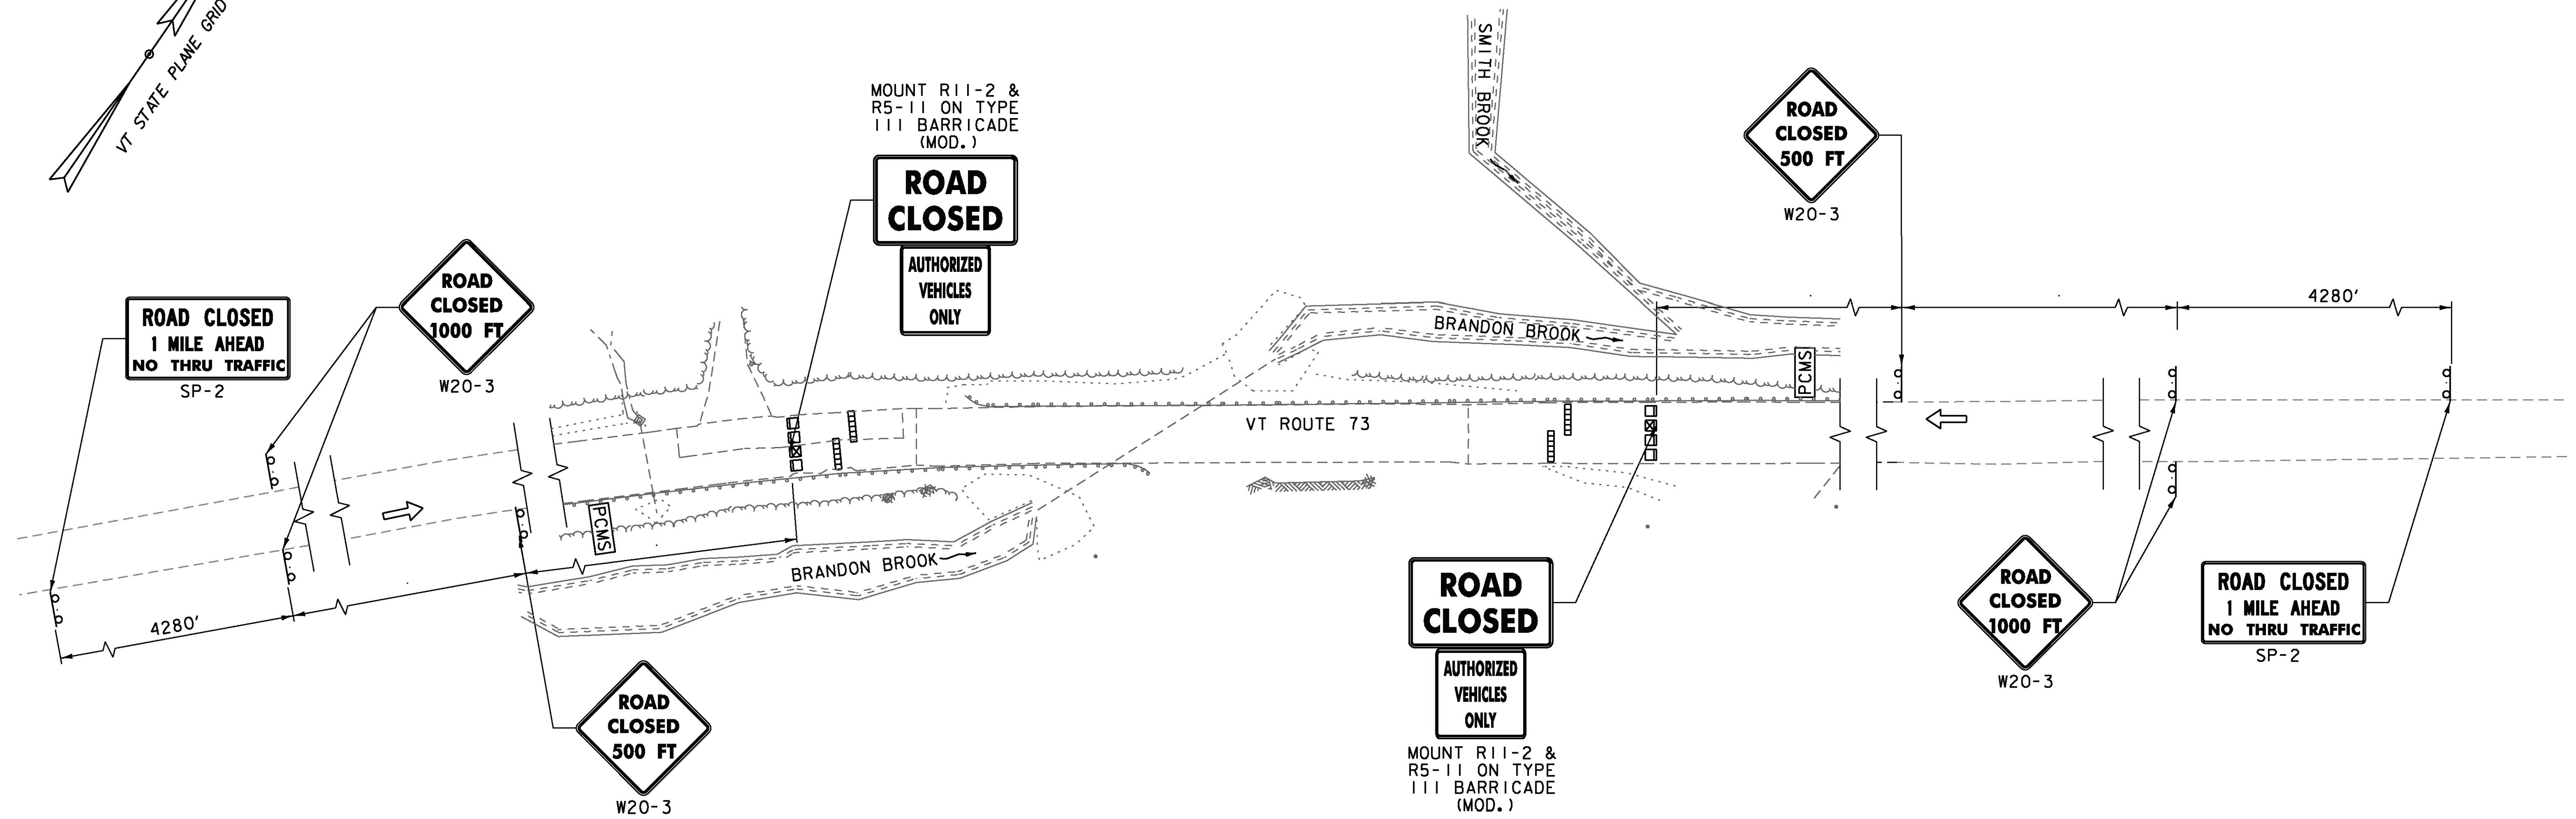 VT STATE PLANE GRID
MOUNT R11-2 &
R5-11 ON TYPE
III BARRICADE
(MOD.)
ROAD
CLOSED
AUTHORIZED
VEHICLES
ONLY
SMITH BROOK
ROAD
CLOSED
500 FT
W20-3
ROAD CLOSED
1 MILE AHEAD
NO THRU TRAFFIC
SP-2
ROAD
CLOSED
1000 FT
W20-3
4280'
BRANDON BROOK
PCMS
VT ROUTE 73
PCMS
BRANDON BROOK
4280'
ROAD
CLOSED
500 FT
W20-3
ROAD
CLOSED
AUTHORIZED
VEHICLES
ONLY
MOUNT R11-2 &
R5-11 ON TYPE
III BARRICADE
(MOD.)
ROAD
CLOSED
1000 FT
W20-3
ROAD CLOSED
1 MILE AHEAD
NO THRU TRAFFIC
SP-2